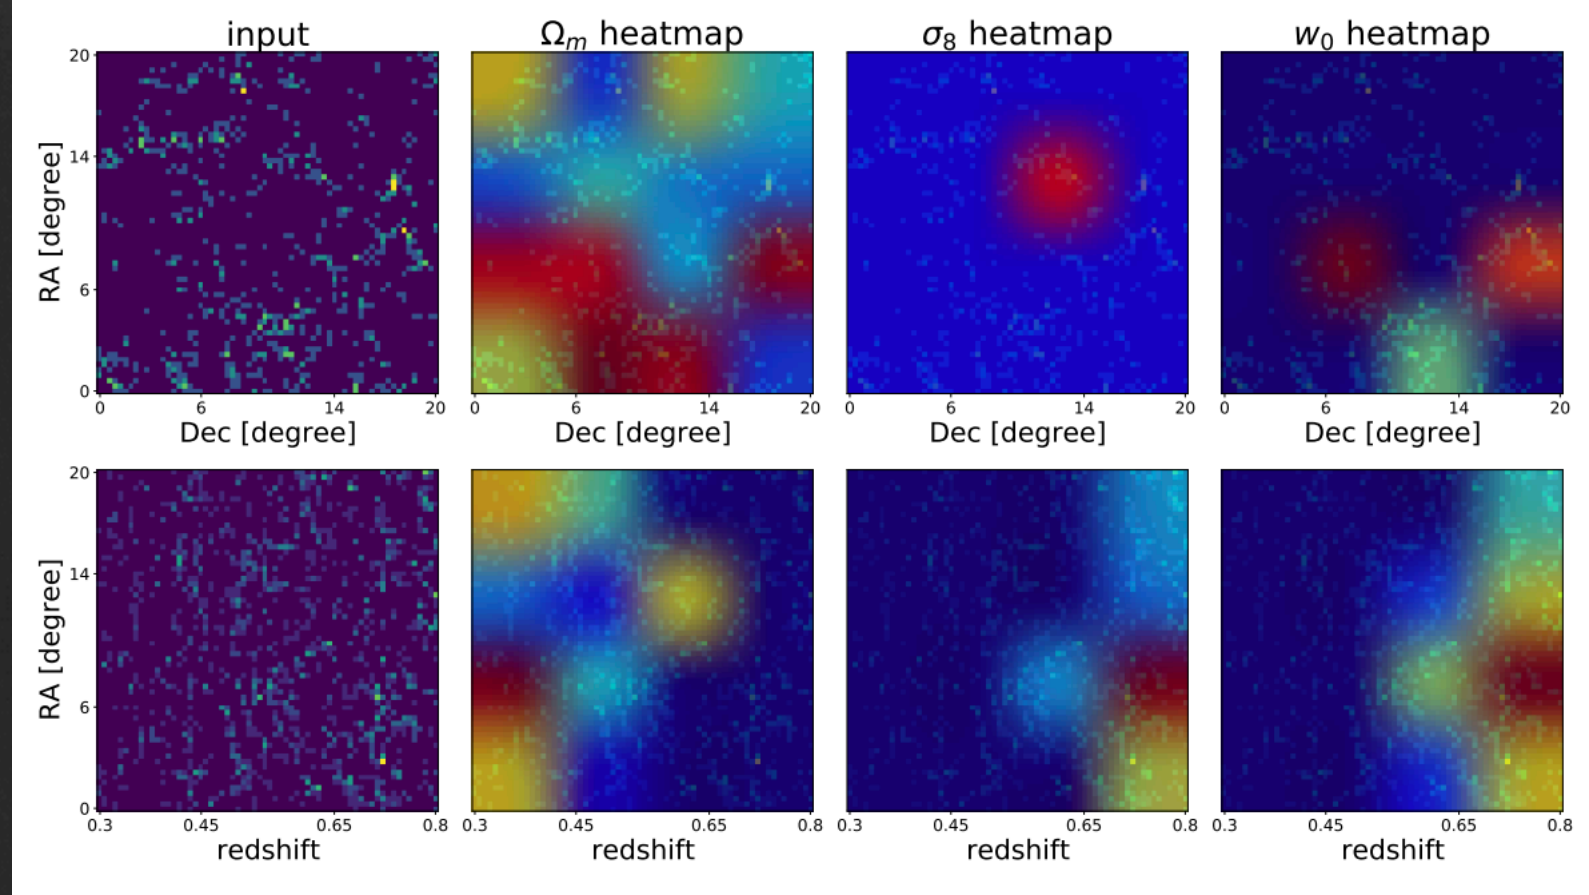 input
Ωm heatmap
σ8 heatmap
w0 heatmap
RA [degree]
20
14
6
0
0 6 14 20
0 6 14 20
0 6 14 20
0 6 14 20
Dec [degree]
Dec [degree]
Dec [degree]
Dec [degree]
RA [degree]
20
14
6
0
0.3 0.45 0.65 0.8
0.3 0.45 0.65 0.8
0.3 0.45 0.65 0.8
0.3 0.45 0.65 0.8
redshift
redshift
redshift
redshift